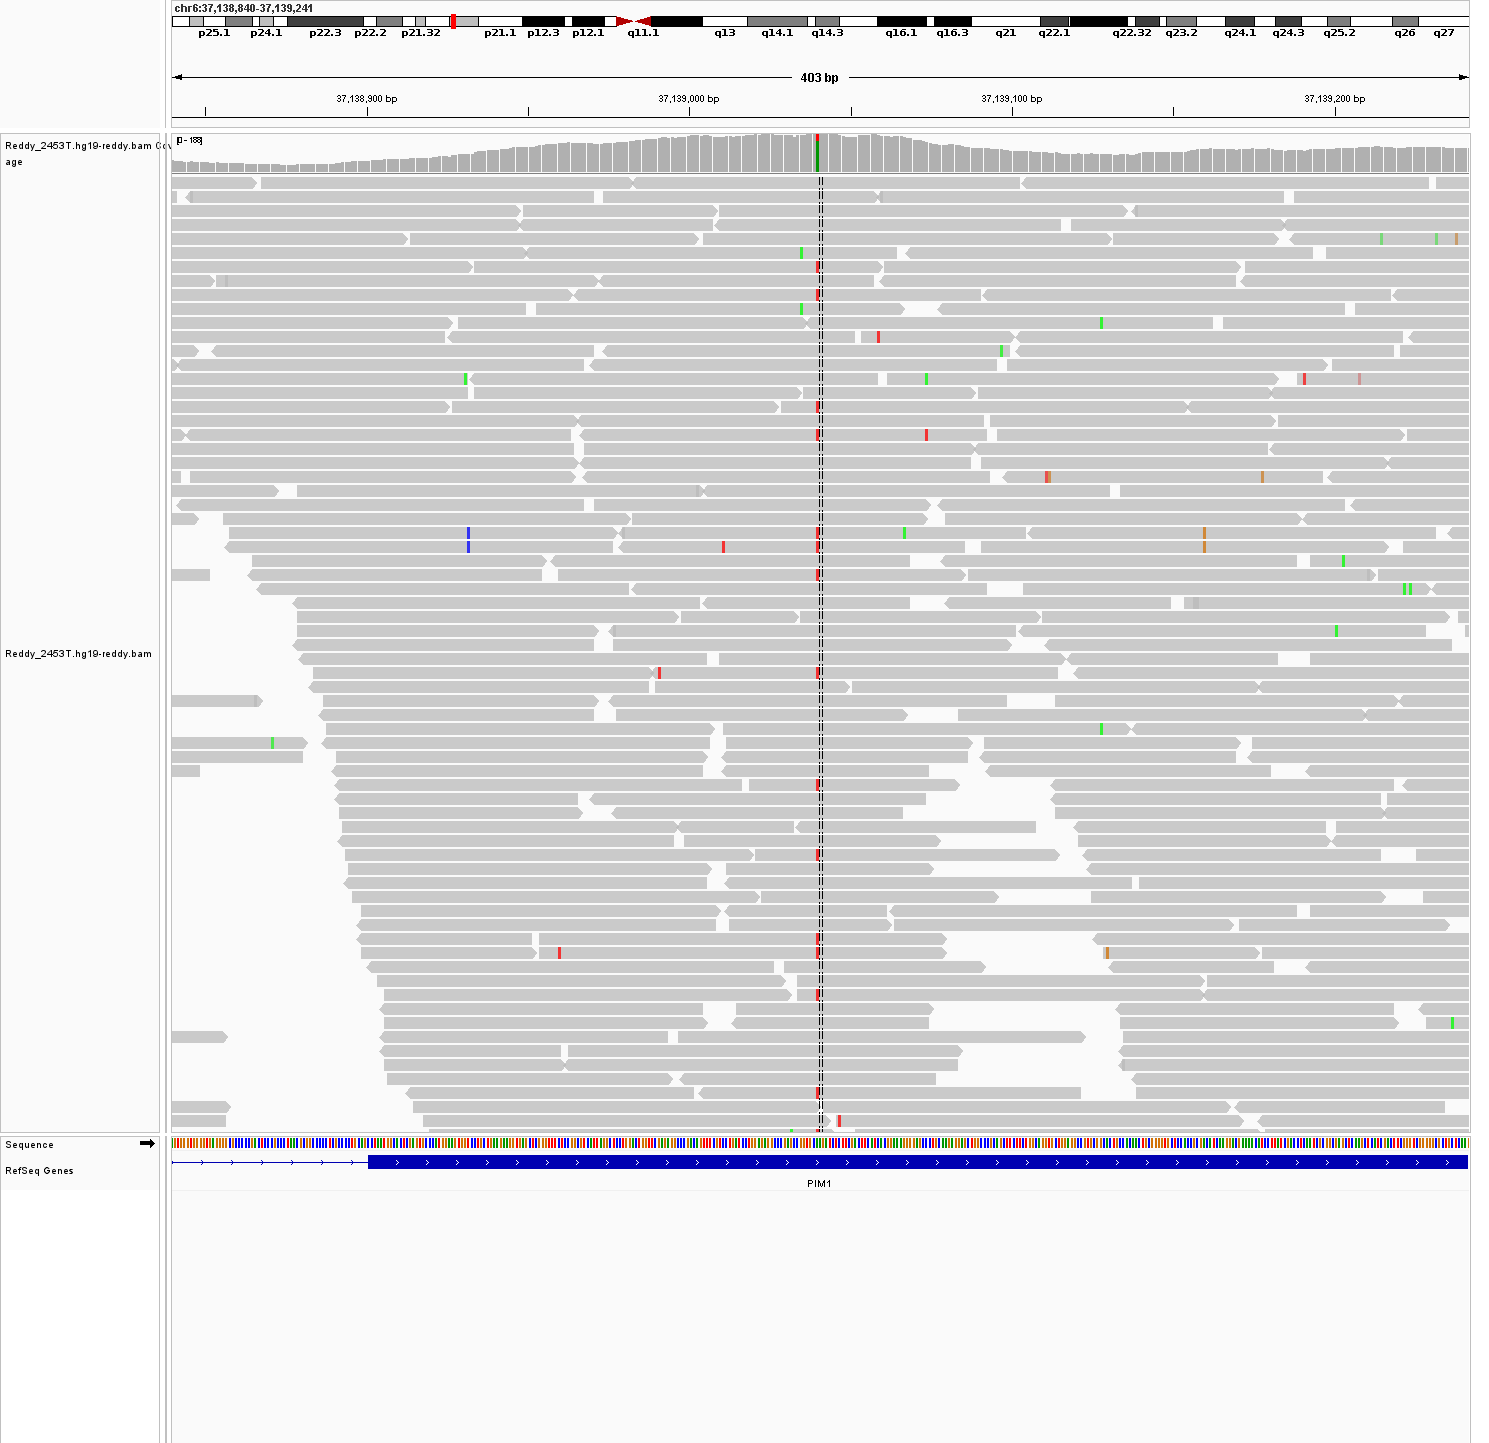 chr6:37,138,840-37,139,241
p25.1 p24.1 p22.3 p22.2 p21.32 p21.1 p12.3 p12.1 q11.1 q13 q14.1 q14.3 q16.1 q16.3 q21 q22.1 q22.32 q23.2 q24.1 q24.3 q25.2 q26 q27
403 bp
37,138,900 bp 37,139,000 bp 37,139,100 bp 37,139,200 bp
Reddy_2453T.hg19-reddy.bam Cov
age
[0 - 188]
Reddy_2453T.hg19-reddy.bam
Sequence
RefSeq Genes
PIM1